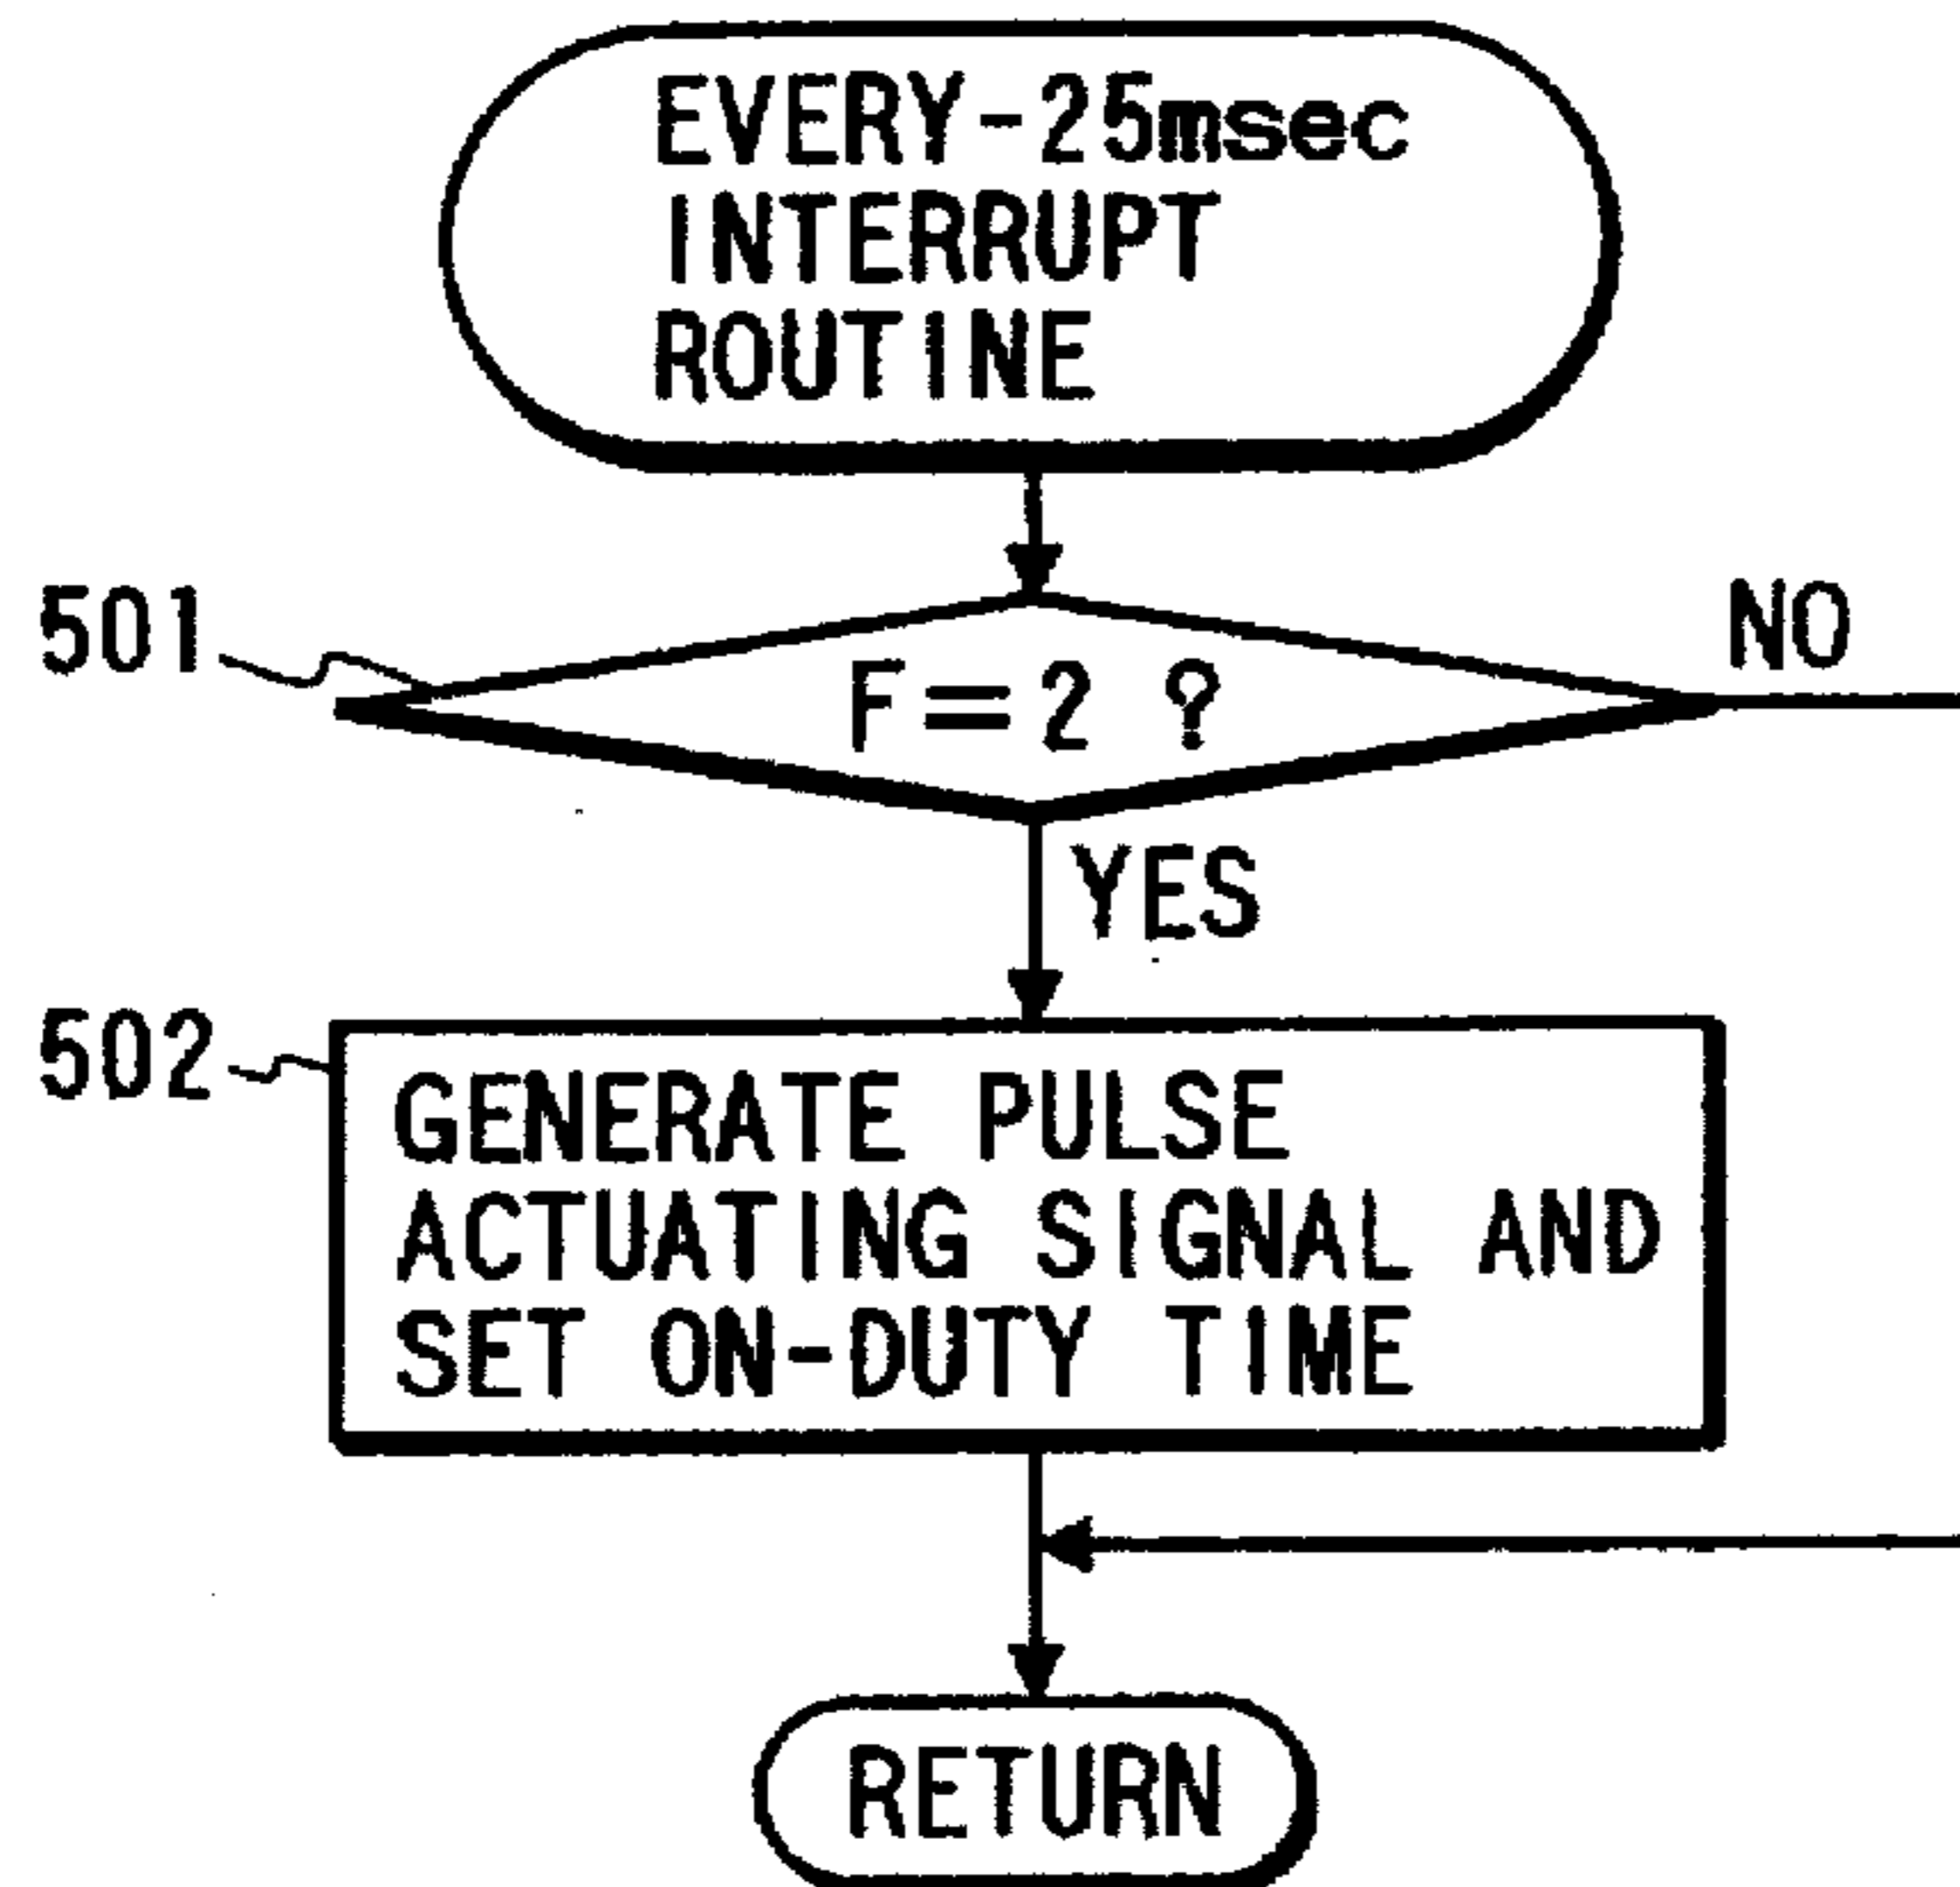 EVERY-25msec
INTERRUPT
ROUTINE
501
F=2 ?
NO
YES
502
GENERATE PULSE
ACTUATING SIGNAL AND
SET ON-DUTY TIME
RETURN